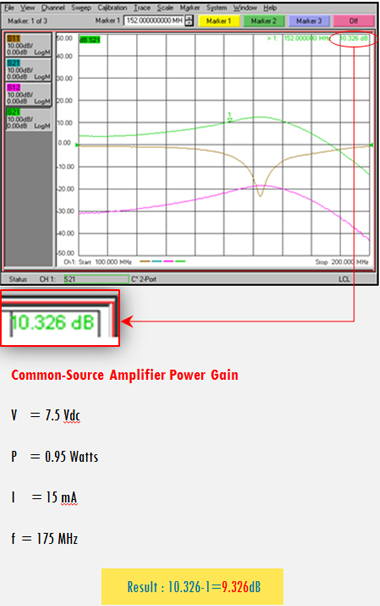 File View Channel Sweep Calibration Trace Scale Marker System Window Help
Marker: 1 of 3 Marker 1 152.000000000 MH Marker 1 Marker 2 Marker 3 Off
S11
10.00dB/
0.00dB LogM
S21
10.00dB/
0.00dB LogM
S12
10.00dB/
0.00dB LogM
S21
10.00dB/
0.00dB LogM
50.00 dB S21 > 1: 152.000000 MHz 10.326 dB
40.00
30.00
20.00
10.00
0.00
-10.00
-20.00
-30.00
-40.00
-50.00
1
Ch1: Start 100.000 MHz Stop 200.000 MHz
Status CH 1: S21 C* 2-Port LCL
10.326 dB
Common-Source Amplifier Power Gain
V = 7.5 Vdc
P = 0.95 Watts
I = 15 mA
f = 175 MHz
Result : 10.326-1=9.326dB